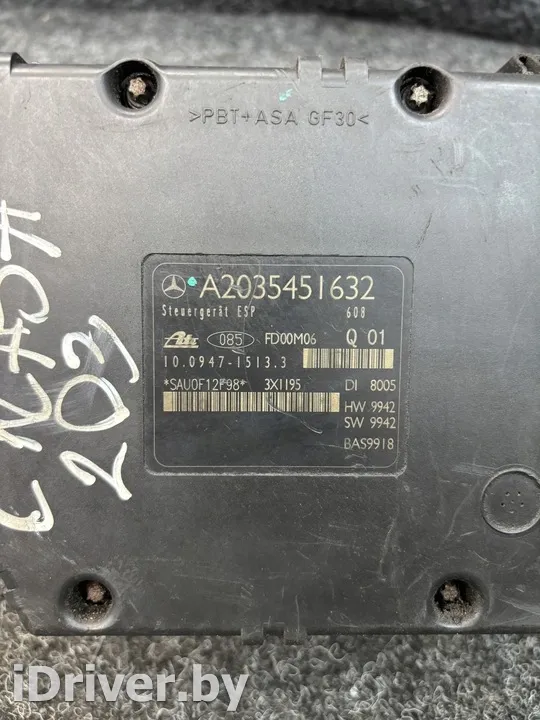 >PBT+ASA GF30<
A2035451632
Steuergerät ESP 608
Ate 085 FD00M06 Q 01
10.0947-1513.3
*SAU0F12F98* 3X1195 DI 8005
HW 9942
SW 9942
BAS9918
203
iDriver.by